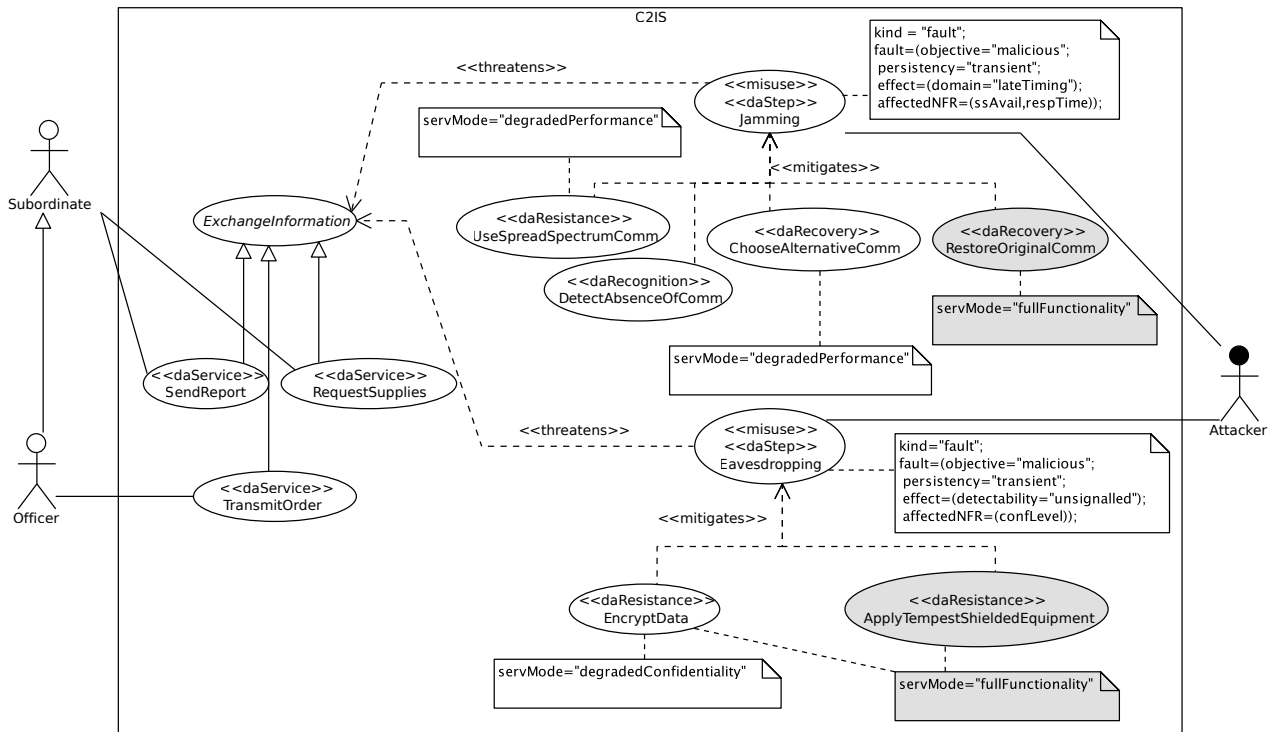 C2IS
kind = "fault";
fault=(objective="malicious";
persistency="transient";
effect=(domain="lateTiming");
affectedNFR=(ssAvail,respTime));
<<threatens>>
<<misuse>>
<<daStep>>
Jamming
servMode="degradedPerformance"
<<mitigates>>
Subordinate
ExchangeInformation
<<daResistance>>
UseSpreadSpectrumComm
<<daRecovery>>
ChooseAlternativeComm
<<daRecovery>>
RestoreOriginalComm
<<daRecognition>>
DetectAbsenceOfComm
servMode="fullFunctionality"
servMode="degradedPerformance"
<<daService>>
SendReport
<<daService>>
RequestSupplies
Attacker
<<threatens>>
<<misuse>>
<<daStep>>
Eavesdropping
kind="fault";
fault=(objective="malicious";
persistency="transient";
effect=(detectability="unsignalled");
affectedNFR=(confLevel));
<<daService>>
TransmitOrder
Officer
<<mitigates>>
<<daResistance>>
EncryptData
<<daResistance>>
ApplyTempestShieldedEquipment
servMode="degradedConfidentiality"
servMode="fullFunctionality"